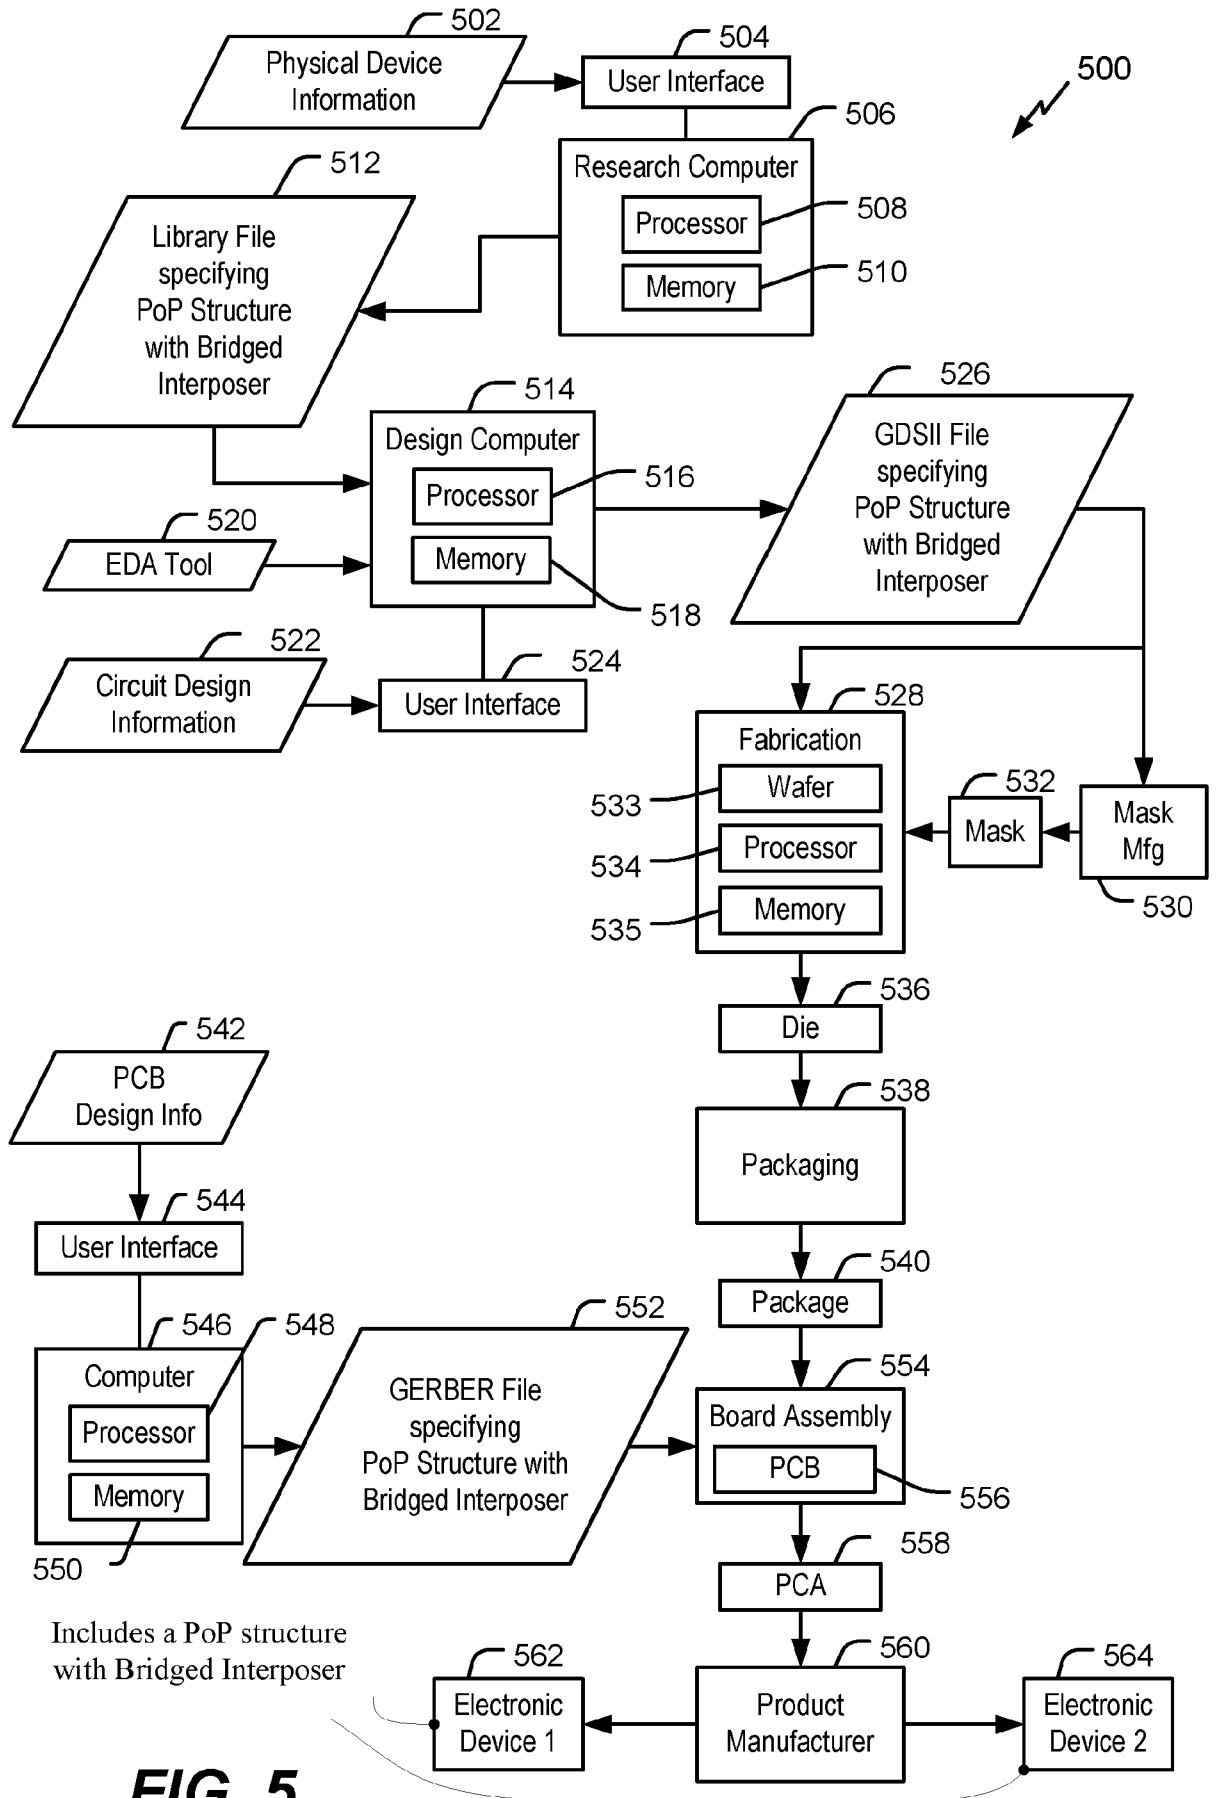 502
Physical Device
Information
504
User Interface
500
506
Research Computer
Processor
508
Memory
510
512
Library File
specifying
PoP Structure
with Bridged
Interposer
514
Design Computer
Processor
516
Memory
518
520
EDA Tool
522
Circuit Design
Information
524
User Interface
526
GDSII File
specifying
PoP Structure
with Bridged
Interposer
528
Fabrication
533
Wafer
534
Processor
535
Memory
532
Mask
Mask
Mfg
530
536
Die
538
Packaging
540
Package
542
PCB
Design Info
544
User Interface
546
548
Computer
Processor
Memory
550
552
GERBER File
specifying
PoP Structure with
Bridged Interposer
554
Board Assembly
PCB
556
558
PCA
560
Product
Manufacturer
562
Electronic
Device 1
564
Electronic
Device 2
Includes a PoP structure
with Bridged Interposer
FIG. 5